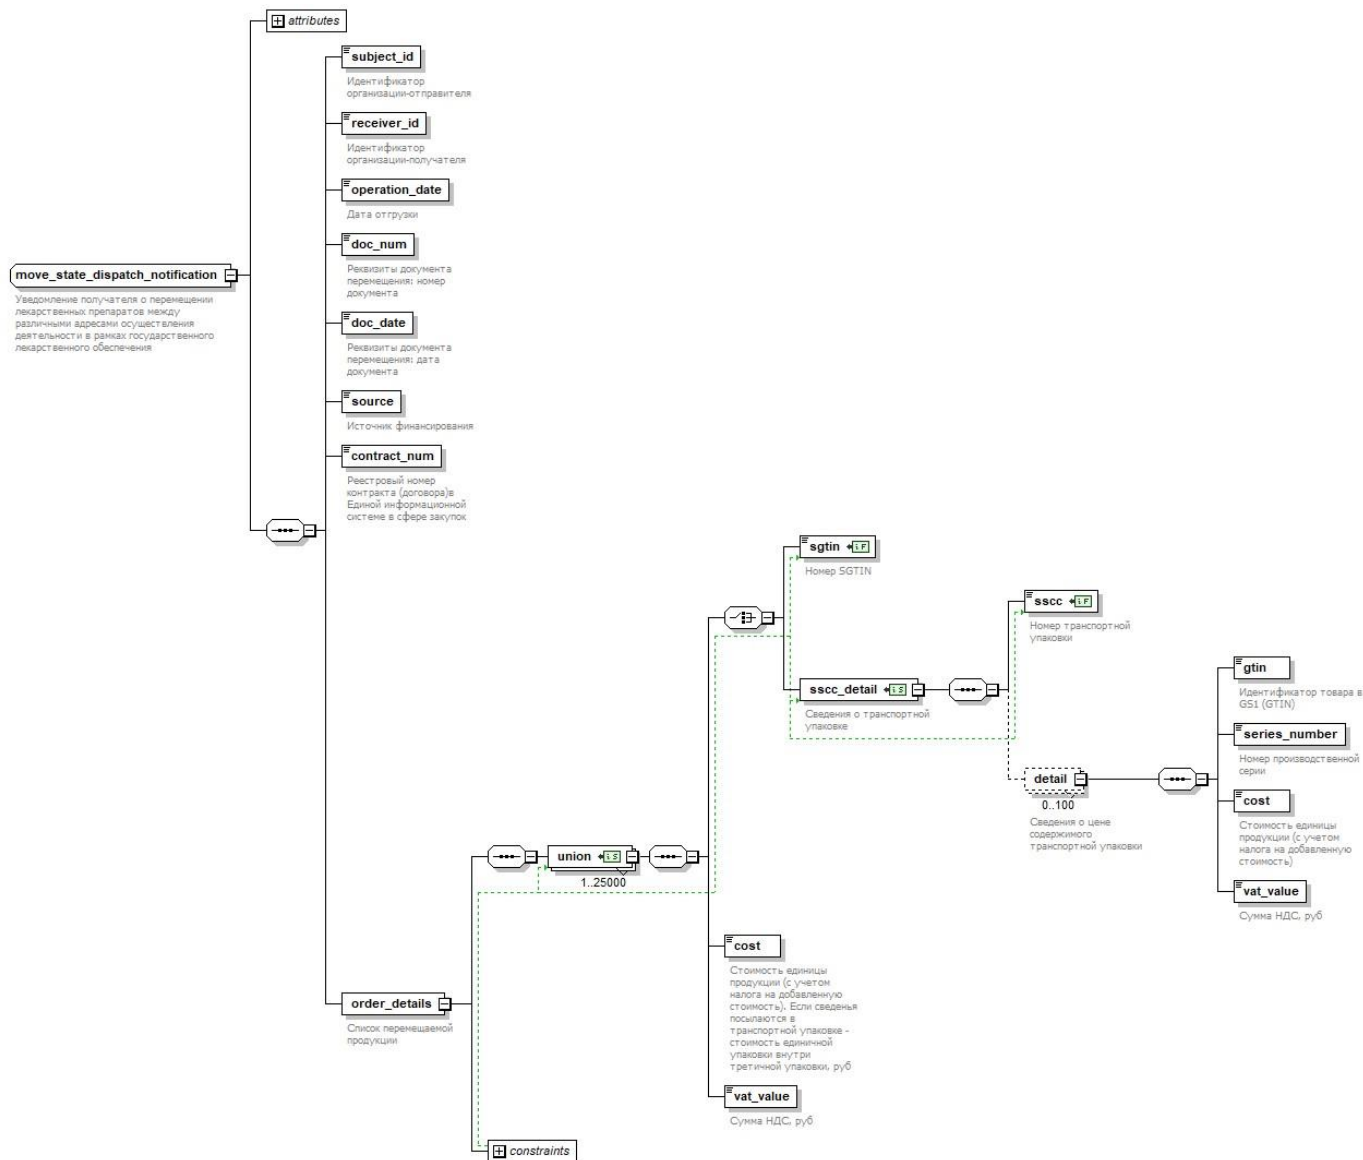 attributes
subject_id
Идентификатор
организации-отправителя
receiver_id
Идентификатор
организации-получателя
operation_date
Дата отгрузки
doc_num
Реквизиты документа
перемещения: номер
документа
move_state_dispatch_notification
Уведомление получателя о перемещении
лекарственных препаратов между
различными адресами осуществления
деятельности в рамках государственного
лекарственного обеспечения
doc_date
Реквизиты документа
перемещения: дата
документа
source
Источник финансирования
contract_num
Реестровый номер
контракта (договора)в
Единой информационной
системе в сфере закупок
sgtin
iF
Номер SGTIN
sscc
iF
Номер транспортной
упаковки
sscc_detail
iS
Сведения о транспортной
упаковке
gtin
Идентификатор товара в
GS1 (GTIN)
series_number
Номер производственной
серии
detail
0..100
Сведения о цене
содержимого
транспортной упаковки
cost
Стоимость единицы
продукции (с учетом
налога на добавленную
стоимость)
vat_value
Сумма НДС, руб
union
iS
1..25000
cost
Стоимость единицы
продукции (с учетом
налога на добавленную
стоимость). Если сведенья
посылаются в
транспортной упаковке -
стоимость единичной
упаковки внутри
третичной упаковки, руб
order_details
Список перемещаемой
продукции
vat_value
Сумма НДС, руб
constraints